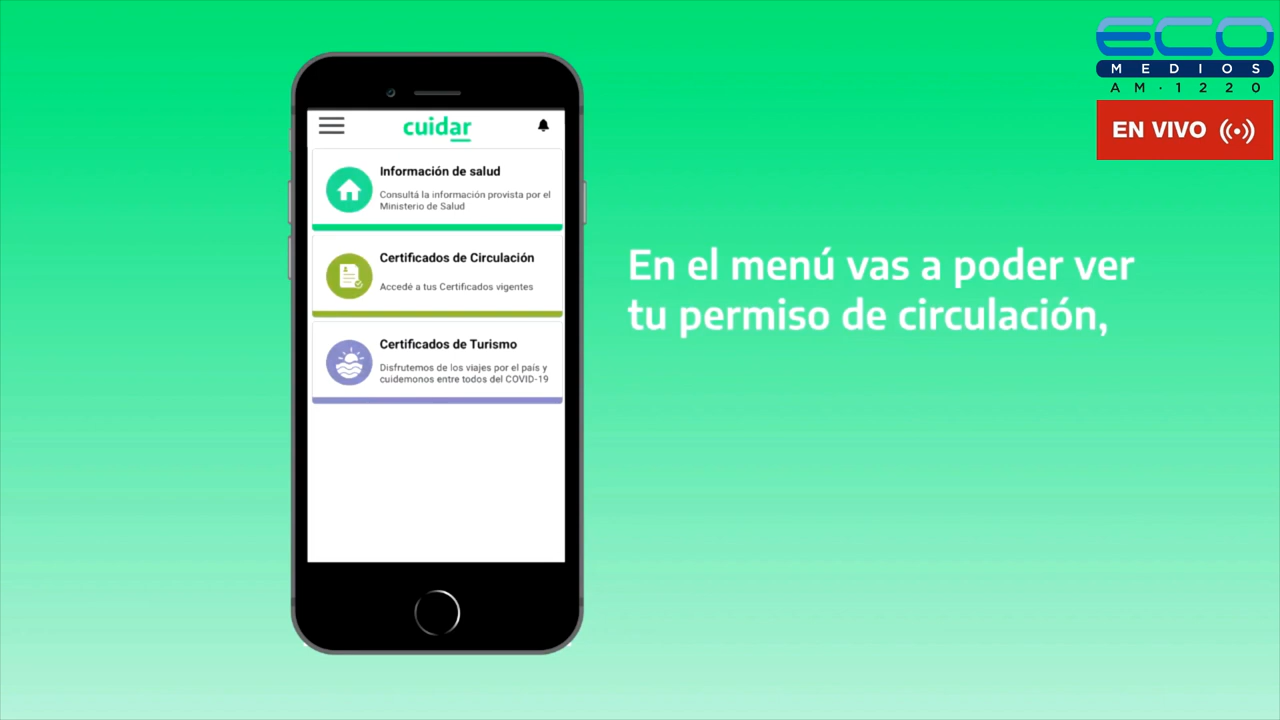 cuidar
Información de salud
Consultá la información provista por el
Ministerio de Salud
Certificados de Circulación
Accedé a tus Certificados vigentes
Certificados de Turismo
Disfrutemos de los viajes por el país y
cuidemonos entre todos del COVID-19
En el menú vas a poder ver
tu permiso de circulación,
ECO
MEDIOS
AM·1220
EN VIVO